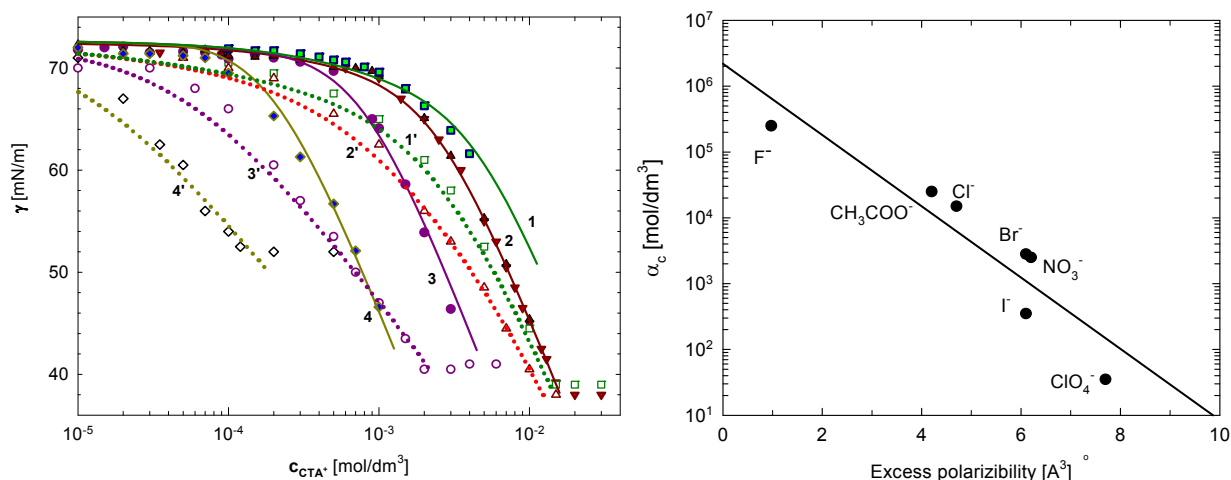 γ [mN/m]
70
60
50
40
10⁻⁵
10⁻⁴
10⁻³
10⁻²
c_CTA⁺ [mol/dm³]
1
2
3
4
1'
2'
3'
4'
α_c [mol/dm³]
10⁷
10⁶
10⁵
10⁴
10³
10²
10¹
0
2
4
6
8
10
Excess polarizibility [A³] °
F⁻
CH₃COO⁻
Cl⁻
Br⁻
NO₃⁻
I⁻
ClO₄⁻